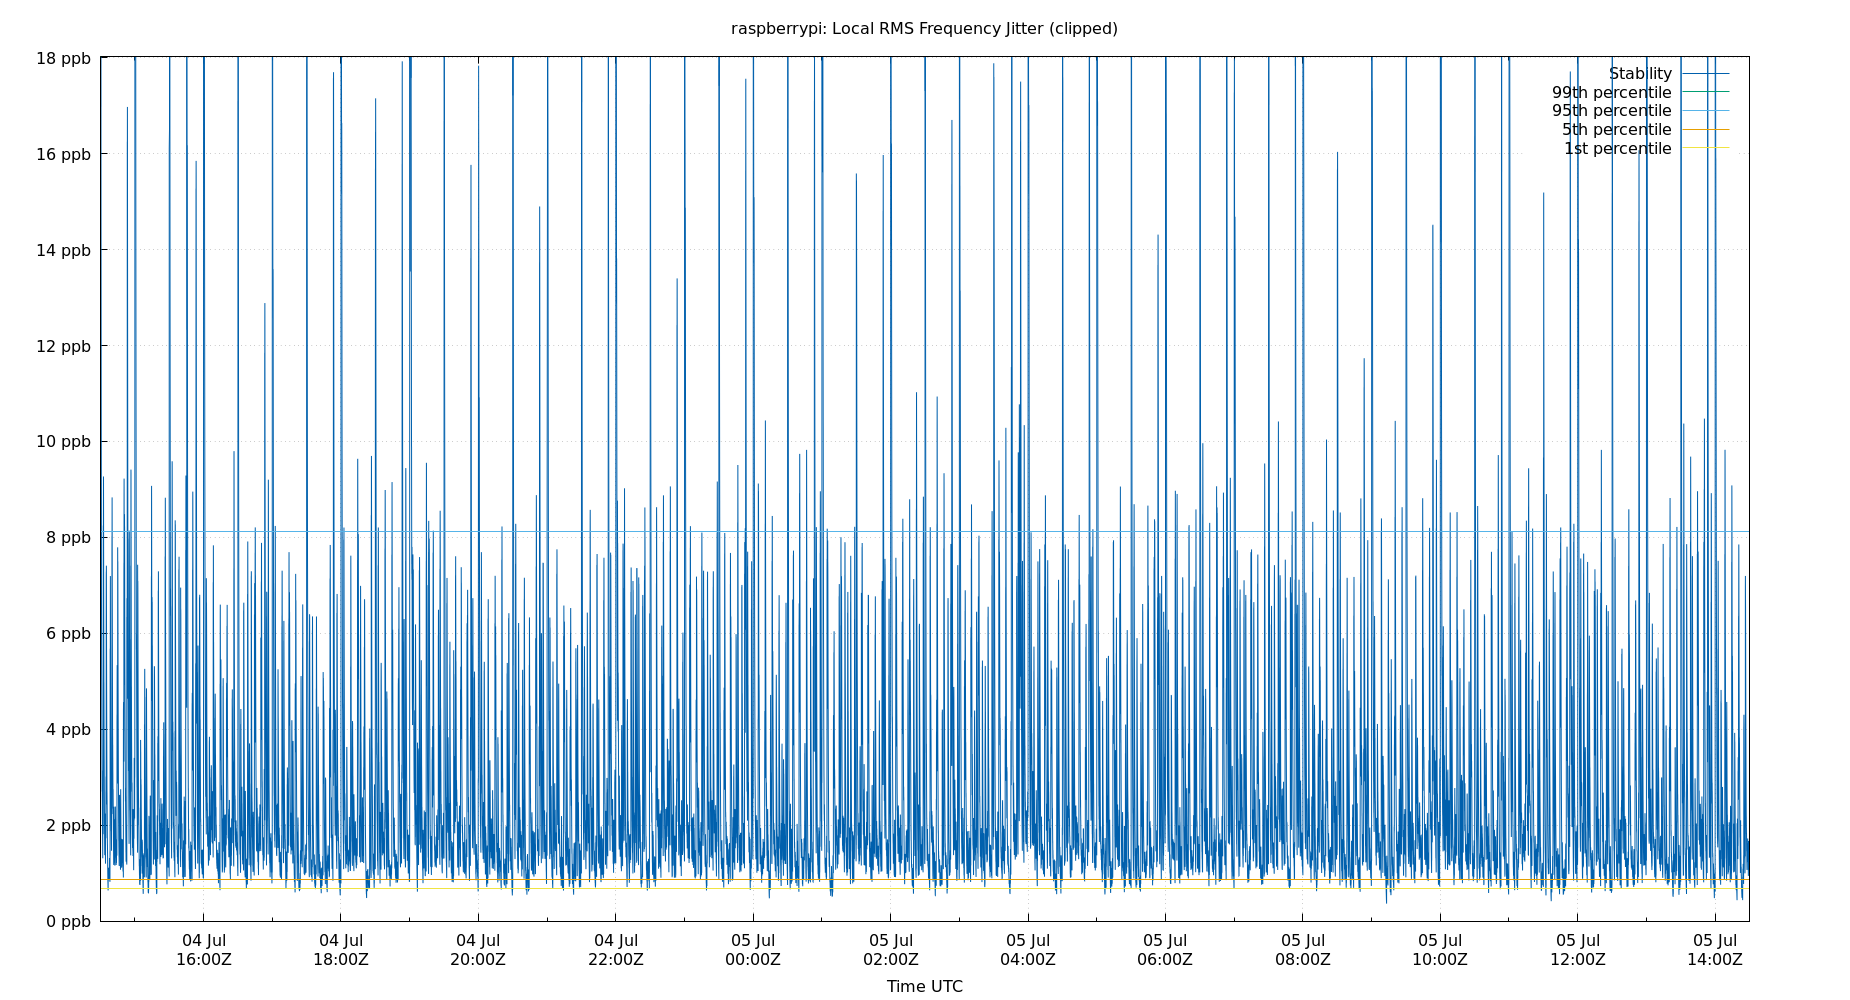 raspberrypi: Local RMS Frequency Jitter (clipped)
18 ppb
16 ppb
14 ppb
12 ppb
10 ppb
8 ppb
6 ppb
4 ppb
2 ppb
0 ppb
Stability
99th percentile
95th percentile
5th percentile
1st percentile
04 Jul 04 Jul 04 Jul 04 Jul 05 Jul 05 Jul 05 Jul 05 Jul 05 Jul 05 Jul 05 Jul 05 Jul
16:00Z 18:00Z 20:00Z 22:00Z 00:00Z 02:00Z 04:00Z 06:00Z 08:00Z 10:00Z 12:00Z 14:00Z
Time UTC